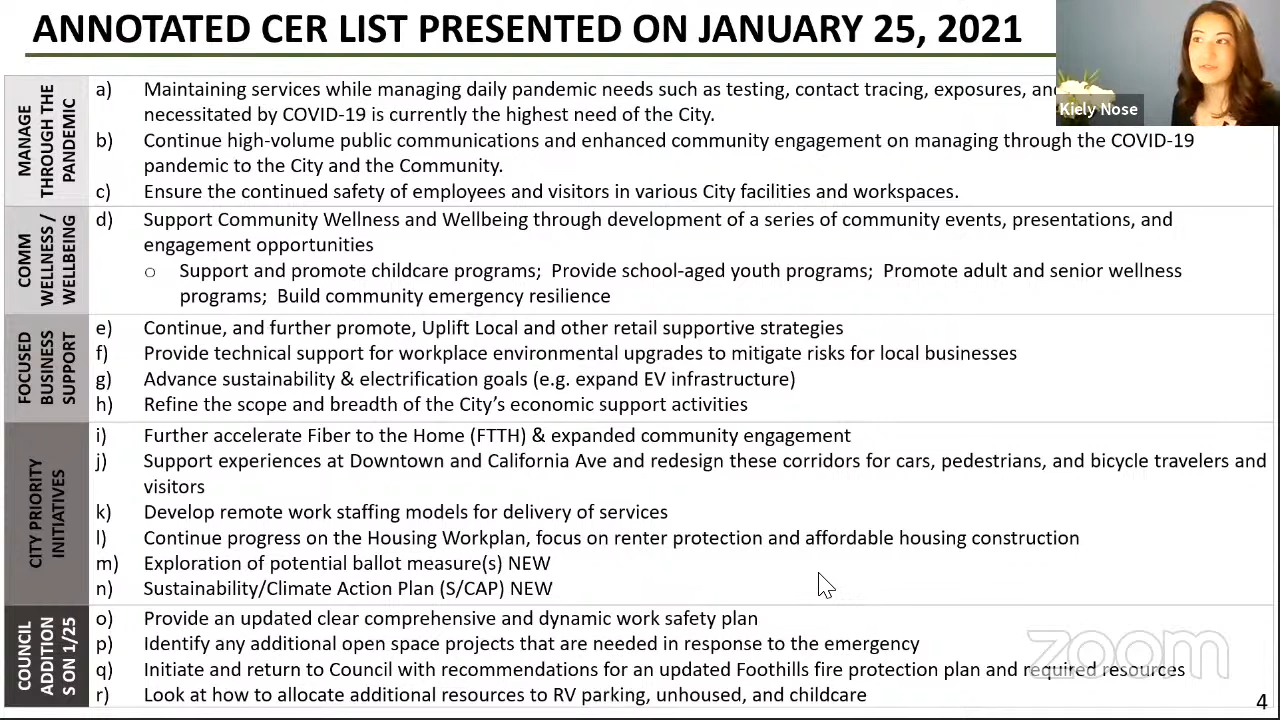 ANNOTATED CER LIST PRESENTED ON JANUARY 25, 2021
Kiely Nose
MANAGE
THROUGH THE
PANDEMIC
a) Maintaining services while managing daily pandemic needs such as testing, contact tracing, exposures,
necessitated by COVID-19 is currently the highest need of the City.
b) Continue high-volume public communications and enhanced community engagement on managing through the COVID-19
pandemic to the City and the Community.
c) Ensure the continued safety of employees and visitors in various City facilities and workspaces.
COMM
WELLNESS /
WELLBEING
d) Support Community Wellness and Wellbeing through development of a series of community events, presentations, and
engagement opportunities
o Support and promote childcare programs; Provide school-aged youth programs; Promote adult and senior wellness
programs; Build community emergency resilience
FOCUSED
BUSINESS
SUPPORT
e) Continue, and further promote, Uplift Local and other retail supportive strategies
f) Provide technical support for workplace environmental upgrades to mitigate risks for local businesses
g) Advance sustainability & electrification goals (e.g. expand EV infrastructure)
h) Refine the scope and breadth of the City’s economic support activities
CITY PRIORITY
INITIATIVES
i) Further accelerate Fiber to the Home (FTTH) & expanded community engagement
j) Support experiences at Downtown and California Ave and redesign these corridors for cars, pedestrians, and bicycle travelers and
visitors
k) Develop remote work staffing models for delivery of services
l) Continue progress on the Housing Workplan, focus on renter protection and affordable housing construction
m) Exploration of potential ballot measure(s) NEW
n) Sustainability/Climate Action Plan (S/CAP) NEW
COUNCIL
ADDITION
S ON 1/25
o) Provide an updated clear comprehensive and dynamic work safety plan
p) Identify any additional open space projects that are needed in response to the emergency
q) Initiate and return to Council with recommendations for an updated Foothills fire protection plan and required resources
r) Look at how to allocate additional resources to RV parking, unhoused, and childcare
zoom
4